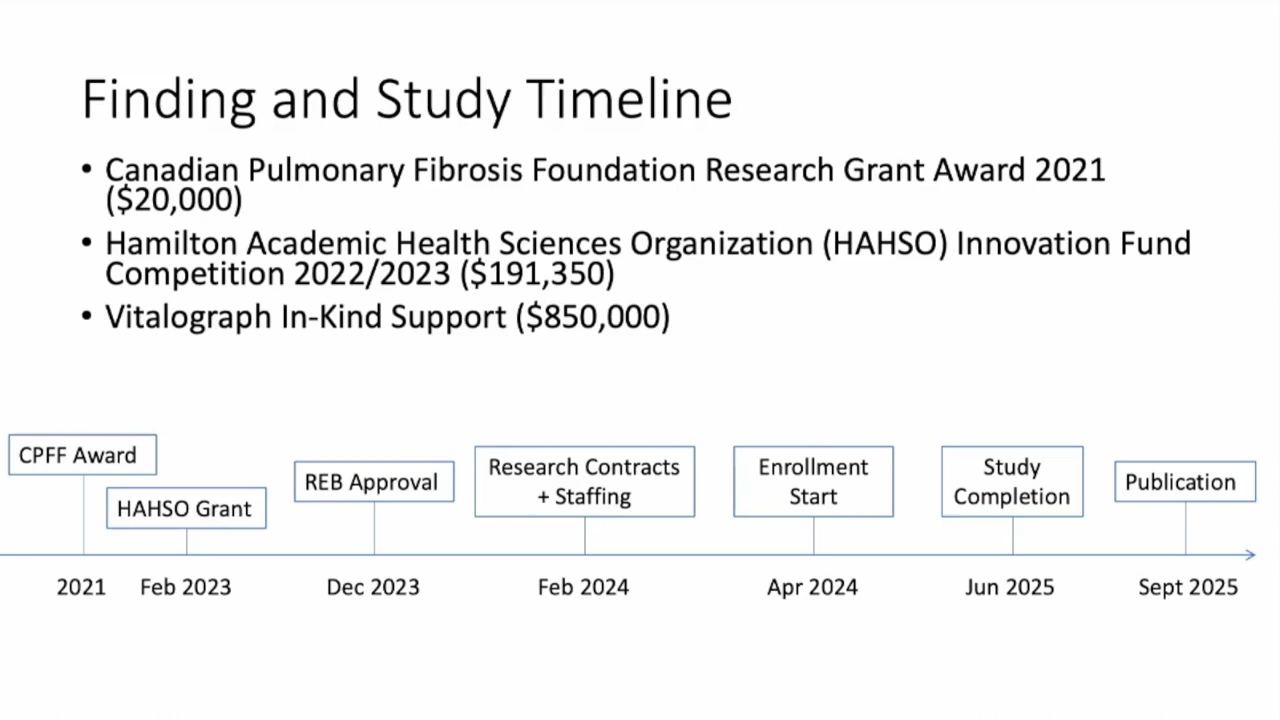 Finding and Study Timeline
• Canadian Pulmonary Fibrosis Foundation Research Grant Award 2021
($20,000)
• Hamilton Academic Health Sciences Organization (HAHSO) Innovation Fund
Competition 2022/2023 ($191,350)
• Vitalograph In-Kind Support ($850,000)
CPFF Award
HAHSO Grant
REB Approval
Research Contracts
+ Staffing
Enrollment
Start
Study
Completion
Publication
2021
Feb 2023
Dec 2023
Feb 2024
Apr 2024
Jun 2025
Sept 2025